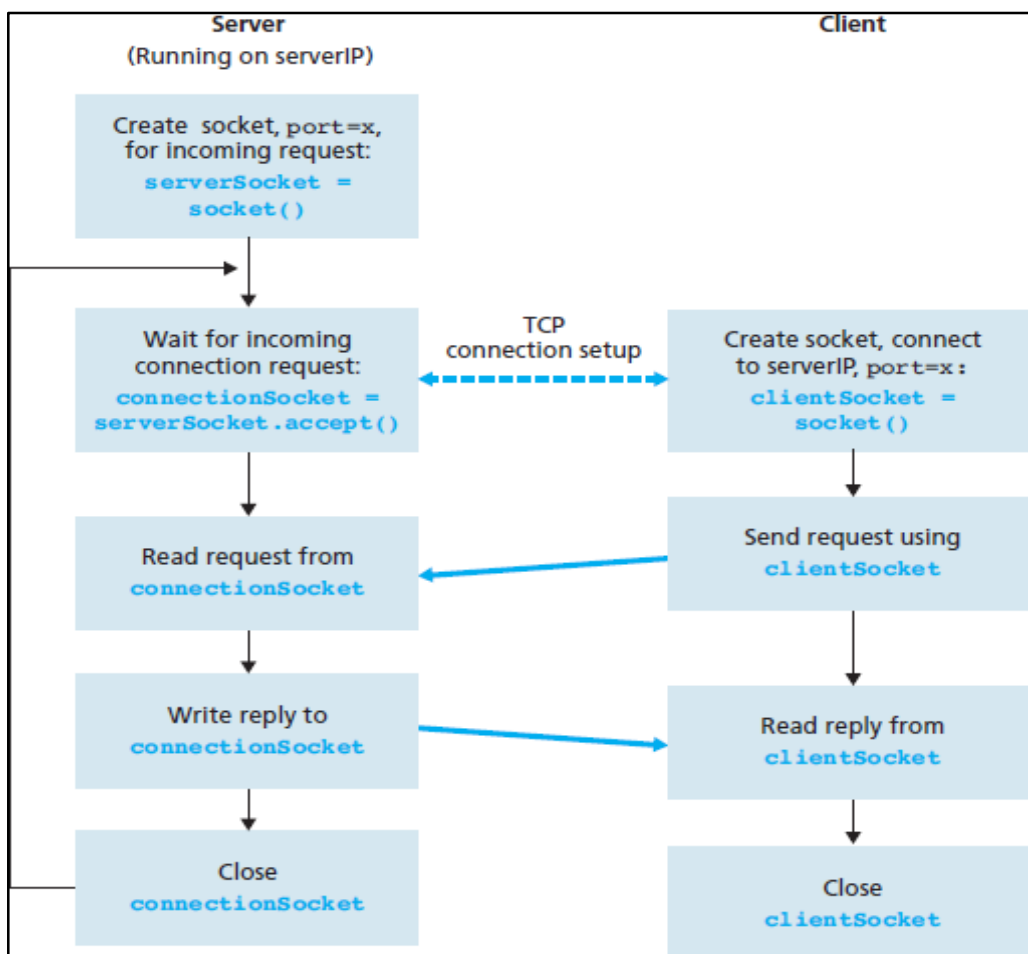 Server
(Running on serverIP)
Create socket, port=x,
for incoming request:
serverSocket =
socket()
Wait for incoming
connection request:
connectionSocket =
serverSocket.accept()
Read request from
connectionSocket
Write reply to
connectionSocket
Close
connectionSocket
TCP
connection setup
Client
Create socket, connect
to serverIP, port=x:
clientSocket =
socket()
Send request using
clientSocket
Read reply from
clientSocket
Close
clientSocket